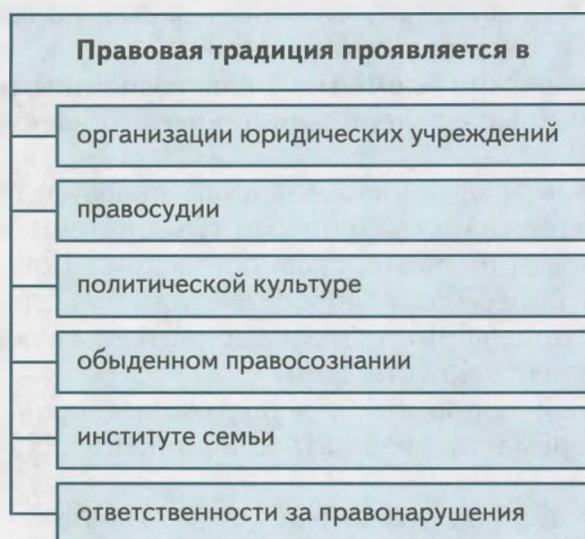 Правовая традиция проявляется в
организации юридических учреждений
правосудии
политической культуре
обыденном правосознании
институте семьи
ответственности за правонарушения